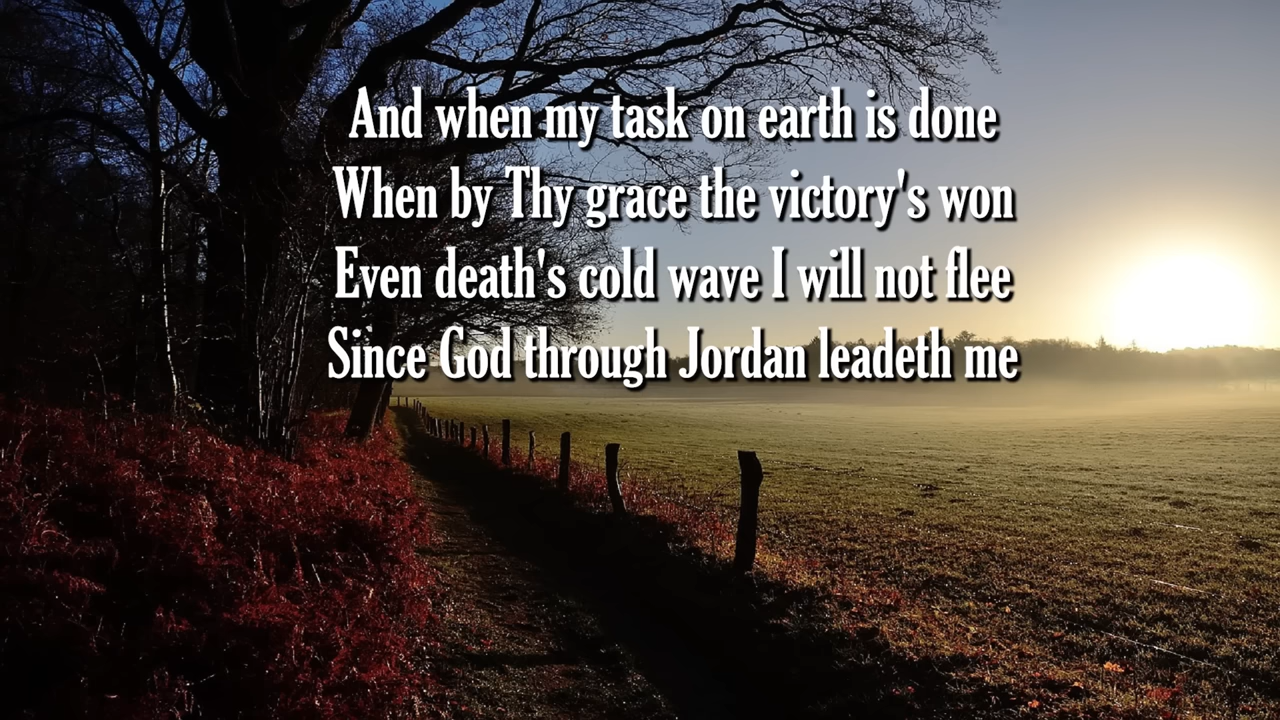 And when my task on earth is done
When by Thy grace the victory's won
Even death's cold wave I will not flee
Since God through Jordan leadeth me